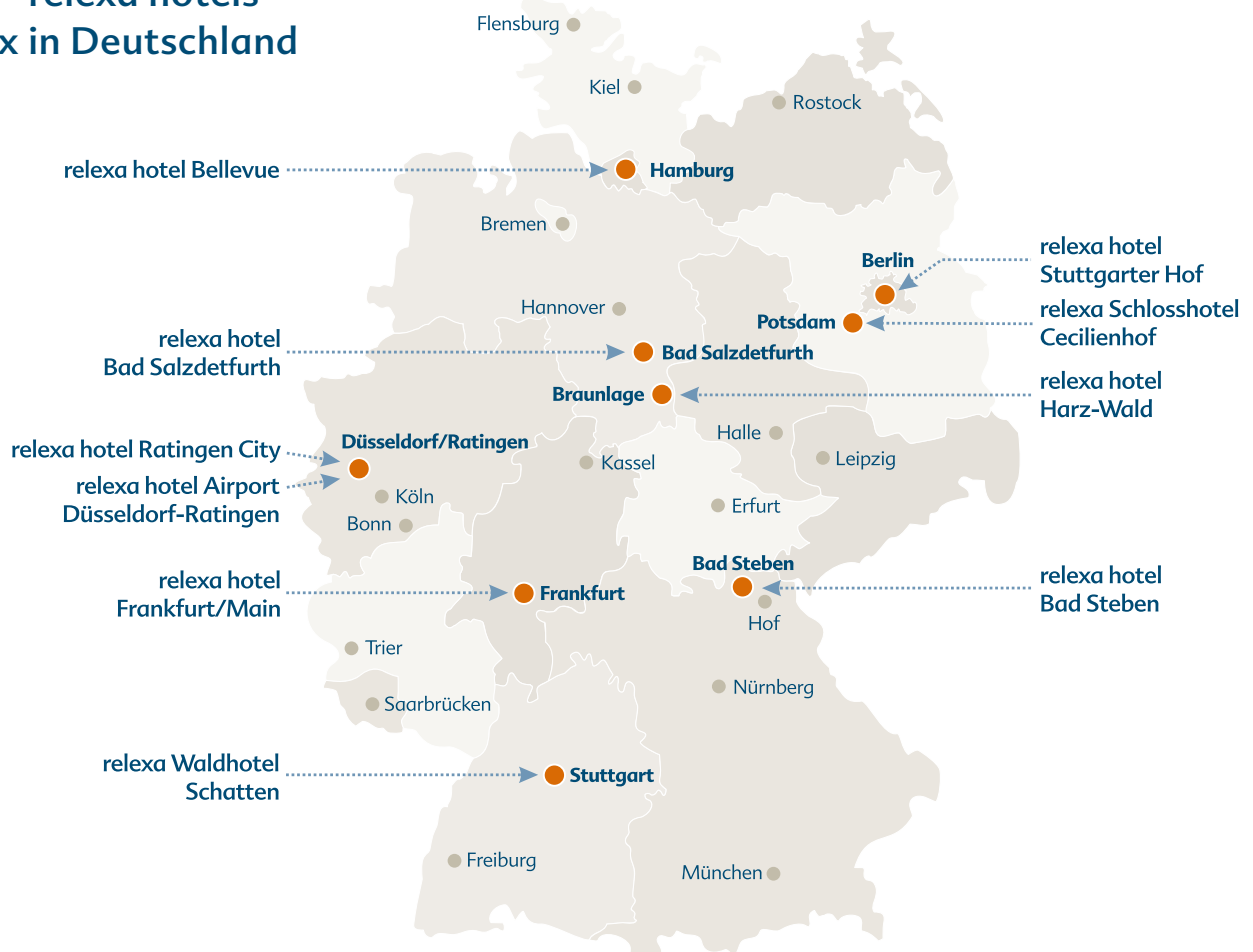 relexa hotels
x in Deutschland
Flensburg
Kiel
Rostock
relexa hotel Bellevue
Hamburg
Bremen
Berlin
relexa hotel
Stuttgarter Hof
Hannover
Potsdam
relexa Schlosshotel
Cecilienhof
relexa hotel
Bad Salzdetfurth
Bad Salzdetfurth
Braunlage
relexa hotel
Harz-Wald
Düsseldorf/Ratingen
relexa hotel Ratingen City
relexa hotel Airport
Düsseldorf-Ratingen
Halle
Leipzig
Kassel
Köln
Bonn
Erfurt
Bad Steben
relexa hotel
Bad Steben
relexa hotel
Frankfurt/Main
Frankfurt
Hof
Trier
Nürnberg
Saarbrücken
relexa Waldhotel
Schatten
Stuttgart
Freiburg
München